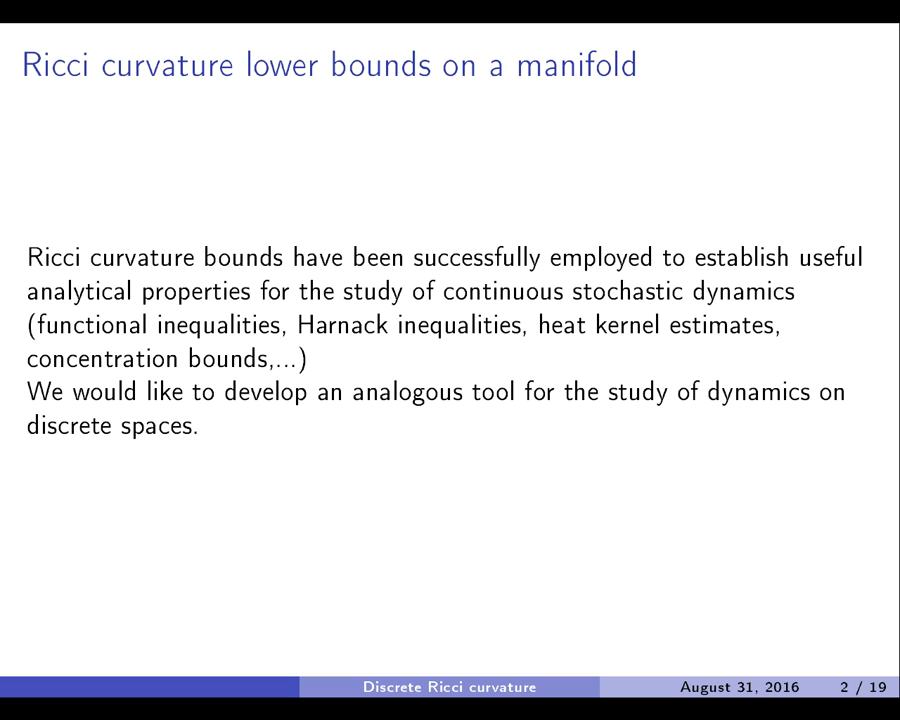 Ricci curvature lower bounds on a manifold
Ricci curvature bounds have been successfully employed to establish useful
analytical properties for the study of continuous stochastic dynamics
(functional inequalities, Harnack inequalities, heat kernel estimates,
concentration bounds,...)
We would like to develop an analogous tool for the study of dynamics on
discrete spaces.
Discrete Ricci curvature August 31, 2016 2 / 19